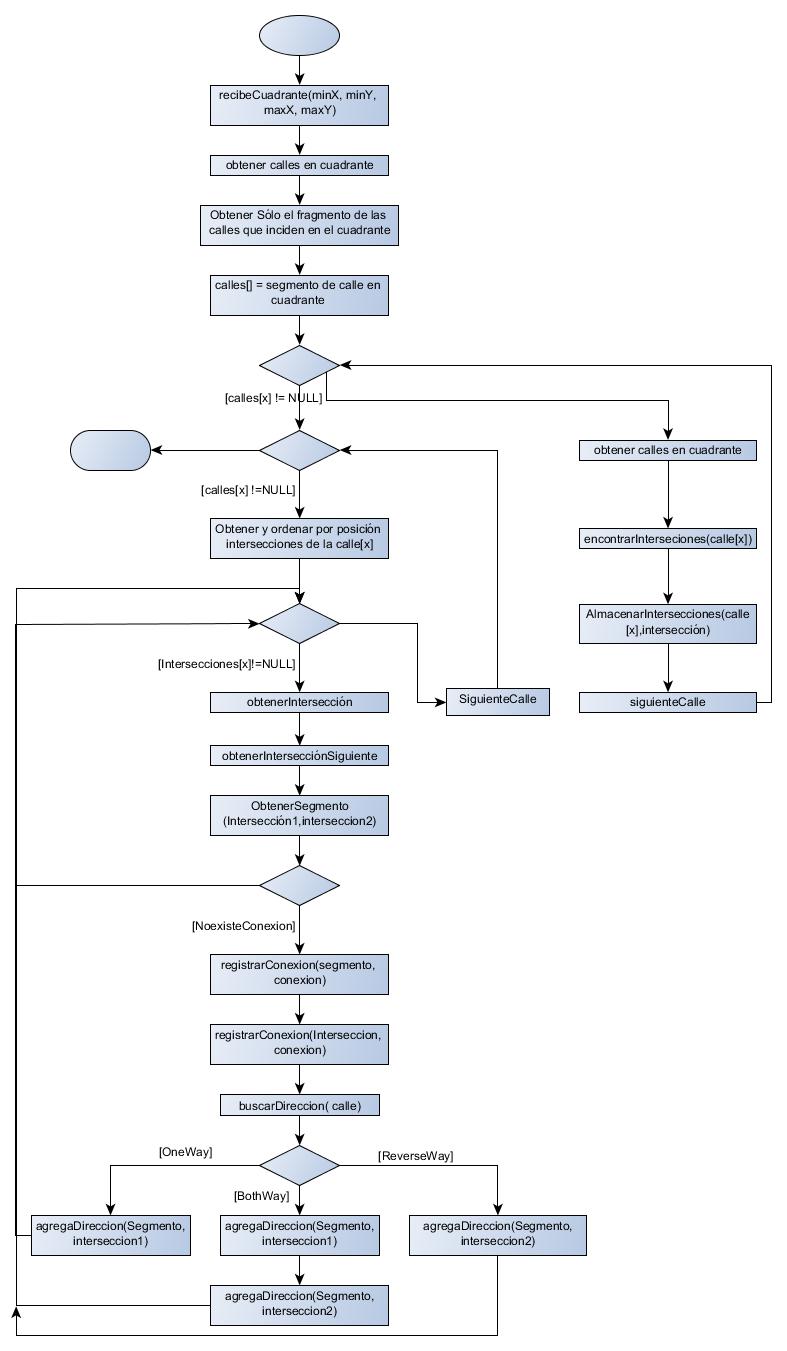 recibeCuadrante(minX, minY,
maxX, maxY)
obtener calles en cuadrante
Obtener Sólo el fragmento de las
calles que inciden en el cuadrante
calles[] = segmento de calle en
cuadrante
[calles[x] != NULL]
obtener calles en cuadrante
[calles[x] !=NULL]
Obtener y ordenar por posición
intersecciones de la calle[x]
encontrarInterseciones(calle[x])
AlmacenarIntersecciones(calle
[x],intersección)
[Intersecciones[x]!=NULL]
SiguienteCalle
siguienteCalle
obtenerIntersección
obtenerIntersecciónSiguiente
ObtenerSegmento
(Intersección1,interseccion2)
[NoexisteConexion]
registrarConexion(segmento,
conexion)
registrarConexion(Interseccion,
conexion)
buscarDireccion( calle)
[OneWay]
[ReverseWay]
[BothWay]
agregaDireccion(Segmento,
interseccion1)
agregaDireccion(Segmento,
interseccion1)
agregaDireccion(Segmento,
interseccion2)
agregaDireccion(Segmento,
interseccion2)